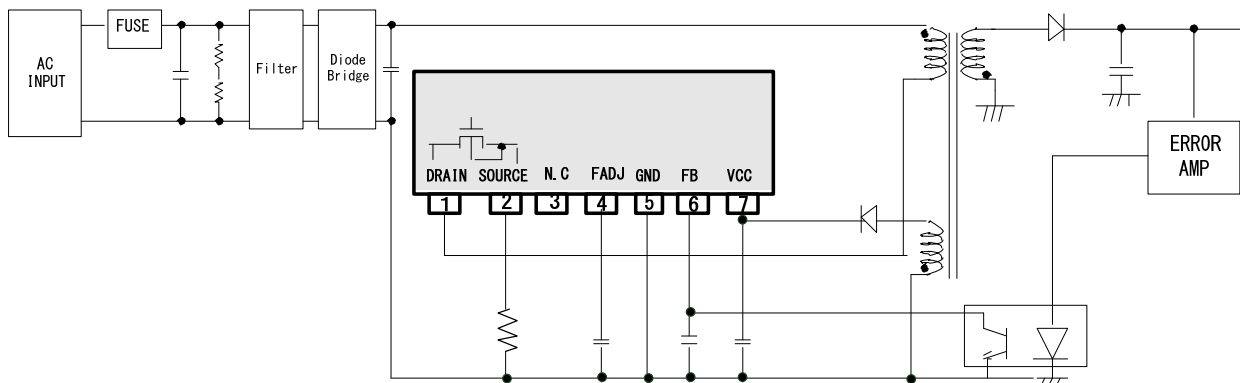 AC
INPUT
FUSE
Filter
Diode
Bridge
DRAIN SOURCE N.C FADJ GND FB VCC
1 2 3 4 5 6 7
ERROR
AMP